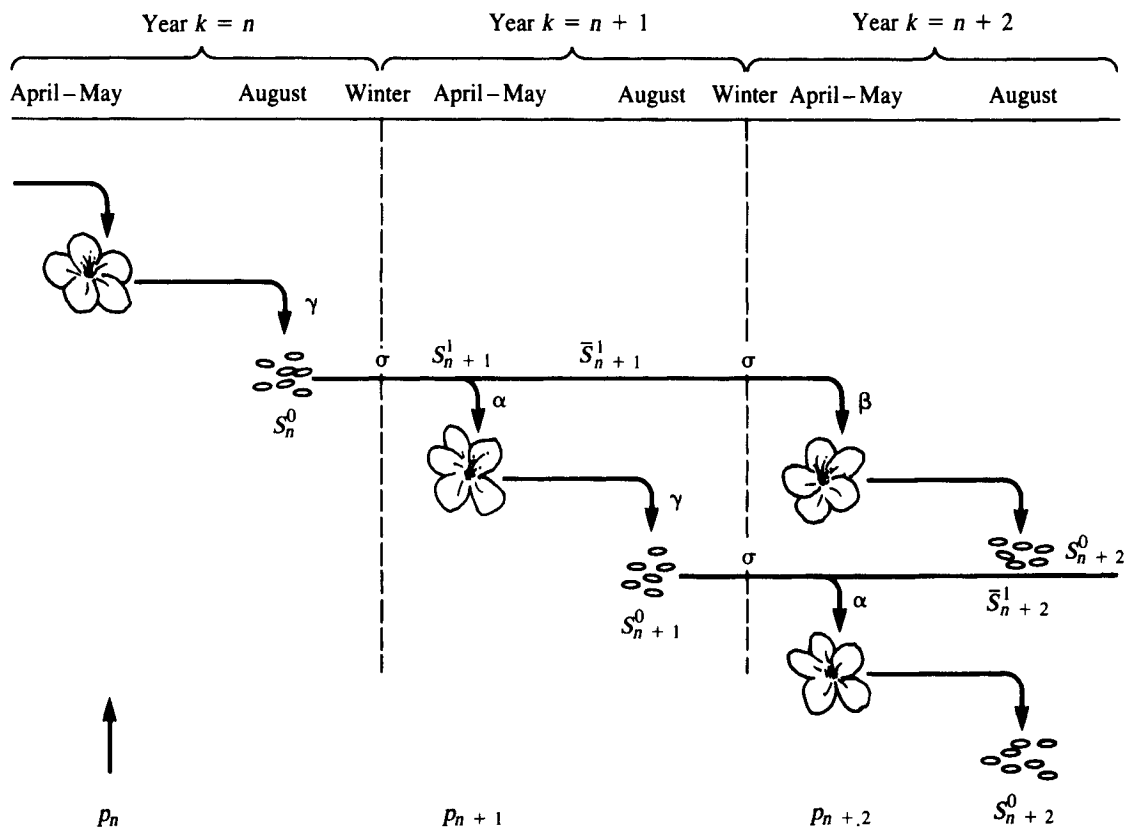 Year k = n Year k = n + 1 Year k = n + 2
April – May August Winter April – May August Winter April – May August
γ
σ S¹ₙ ₊ ₁ S̄¹ₙ ₊ ₁ σ
α β
S⁰ₙ
γ
σ S⁰ₙ ₊ ₂
α S̄¹ₙ ₊ ₂
S⁰ₙ ₊ ₁
pₙ pₙ ₊ ₁ pₙ ₊.₂ S⁰ₙ ₊ ₂